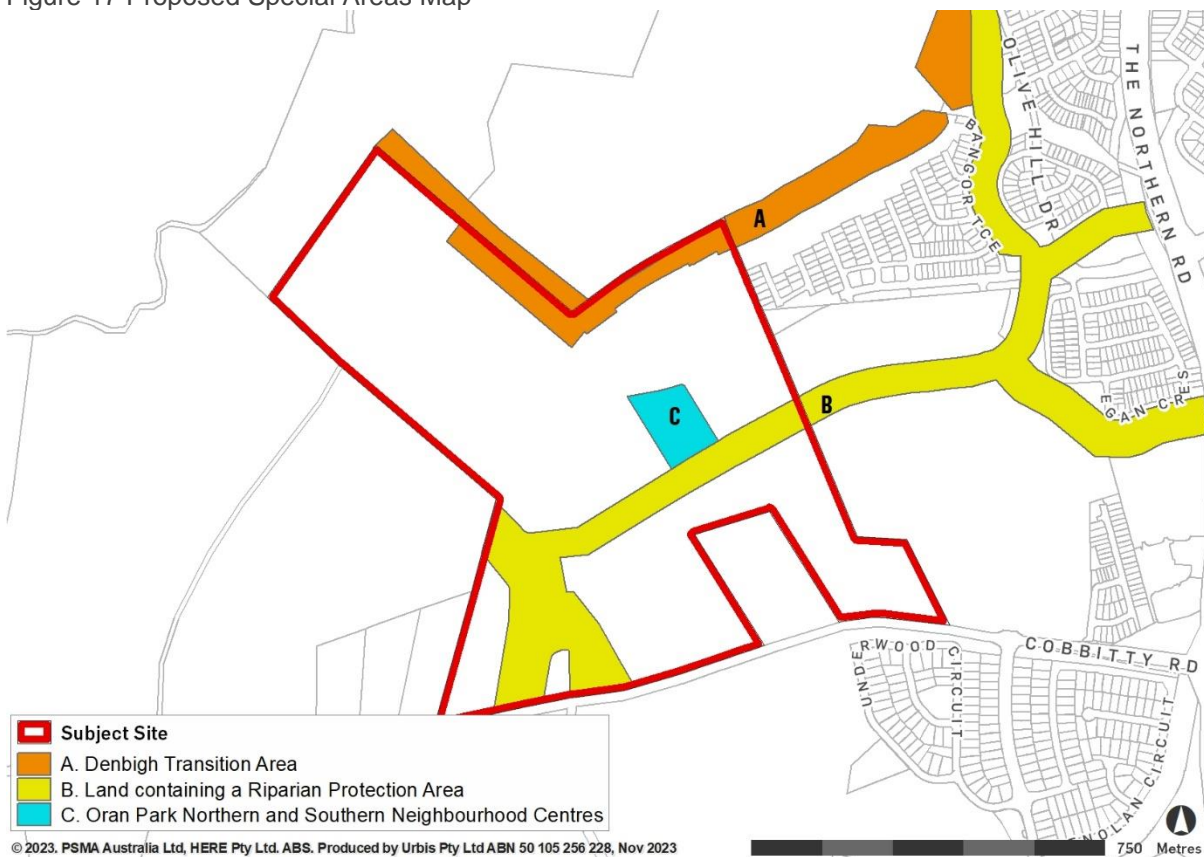 Figure 17 Proposed Special Areas Map
OLIVE HILL DR
THE NORTHERN RD
BANGOR TCE
A
B
C
EGAN CRES
COBBITTY RD
UNDERWOOD CIRCUIT
ENOLAN CIRCUIT
Subject Site
A. Denbigh Transition Area
B. Land containing a Riparian Protection Area
C. Oran Park Northern and Southern Neighbourhood Centres
750 Metres
© 2023. PSMA Australia Ltd, HERE Pty Ltd. ABS. Produced by Urbis Pty Ltd ABN 50 105 256 228, Nov 2023